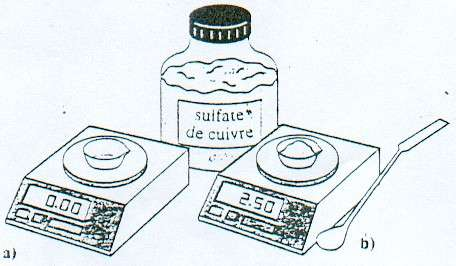 sulfate*
de cuivre
0.00
2.50
a)
b)